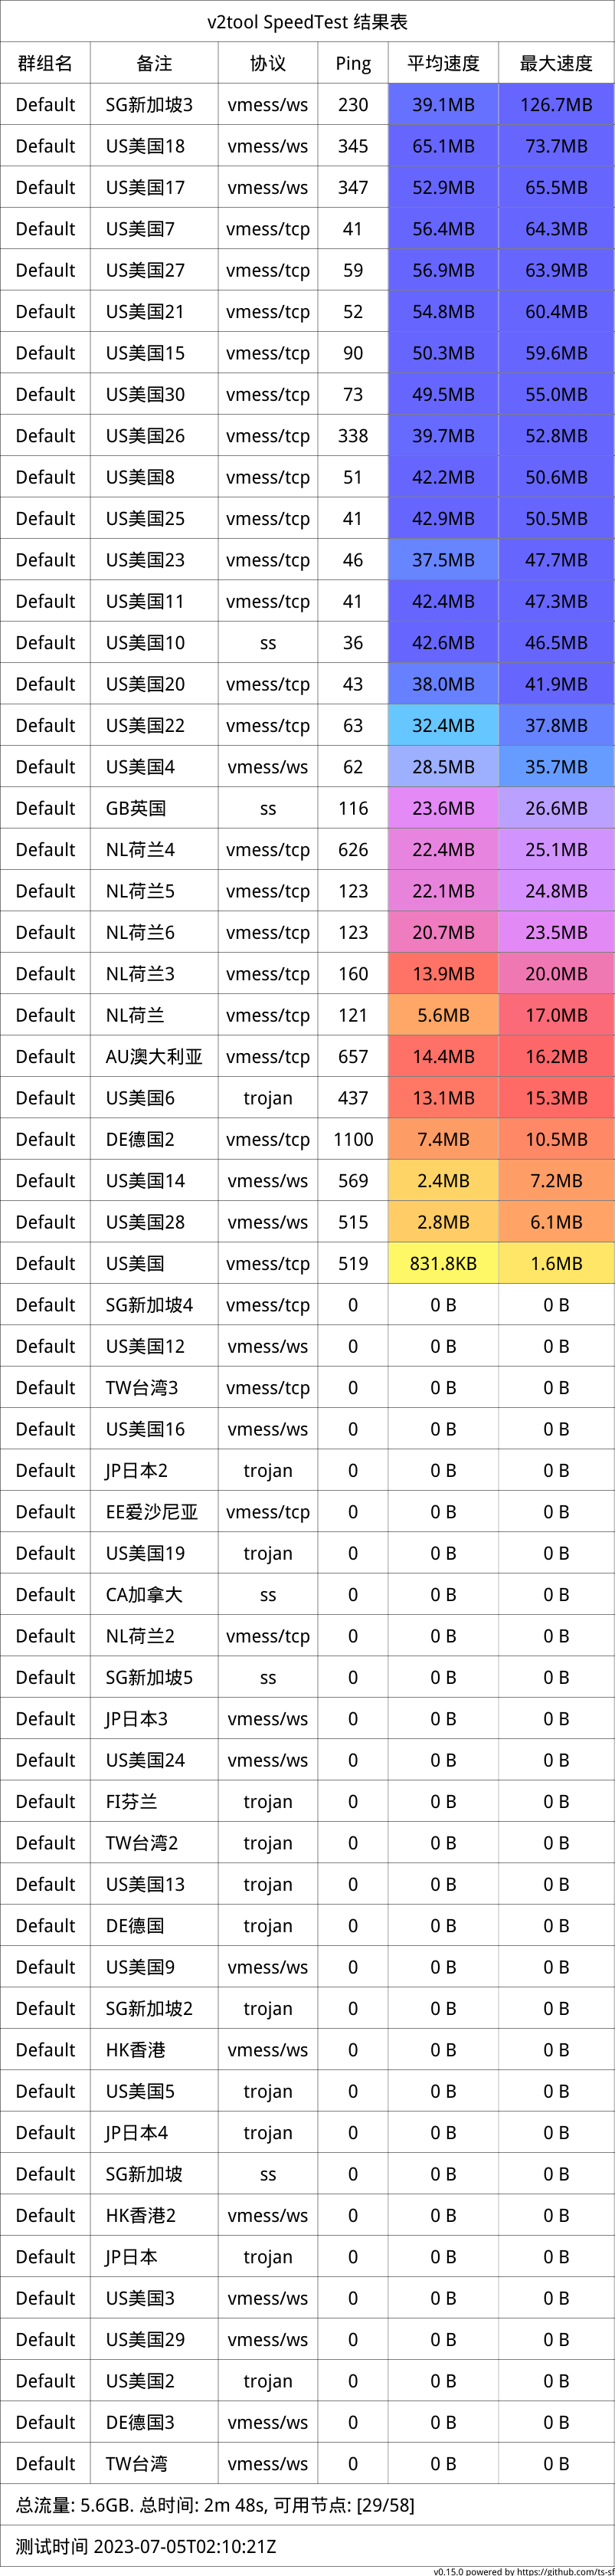 v2tool SpeedTest 结果表
群组名 备注 协议 Ping 平均速度 最大速度
Default SG新加坡3 vmess/ws 230 39.1MB 126.7MB
Default US美国18 vmess/ws 345 65.1MB 73.7MB
Default US美国17 vmess/ws 347 52.9MB 65.5MB
Default US美国7 vmess/tcp 41 56.4MB 64.3MB
Default US美国27 vmess/tcp 59 56.9MB 63.9MB
Default US美国21 vmess/tcp 52 54.8MB 60.4MB
Default US美国15 vmess/tcp 90 50.3MB 59.6MB
Default US美国30 vmess/tcp 73 49.5MB 55.0MB
Default US美国26 vmess/tcp 338 39.7MB 52.8MB
Default US美国8 vmess/tcp 51 42.2MB 50.6MB
Default US美国25 vmess/tcp 41 42.9MB 50.5MB
Default US美国23 vmess/tcp 46 37.5MB 47.7MB
Default US美国11 vmess/tcp 41 42.4MB 47.3MB
Default US美国10 ss 36 42.6MB 46.5MB
Default US美国20 vmess/tcp 43 38.0MB 41.9MB
Default US美国22 vmess/tcp 63 32.4MB 37.8MB
Default US美国4 vmess/ws 62 28.5MB 35.7MB
Default GB英国 ss 116 23.6MB 26.6MB
Default NL荷兰4 vmess/tcp 626 22.4MB 25.1MB
Default NL荷兰5 vmess/tcp 123 22.1MB 24.8MB
Default NL荷兰6 vmess/tcp 123 20.7MB 23.5MB
Default NL荷兰3 vmess/tcp 160 13.9MB 20.0MB
Default NL荷兰 vmess/tcp 121 5.6MB 17.0MB
Default AU澳大利亚 vmess/tcp 657 14.4MB 16.2MB
Default US美国6 trojan 437 13.1MB 15.3MB
Default DE德国2 vmess/tcp 1100 7.4MB 10.5MB
Default US美国14 vmess/ws 569 2.4MB 7.2MB
Default US美国28 vmess/ws 515 2.8MB 6.1MB
Default US美国 vmess/tcp 519 831.8KB 1.6MB
Default SG新加坡4 vmess/tcp 0 0 B 0 B
Default US美国12 vmess/ws 0 0 B 0 B
Default TW台湾3 vmess/tcp 0 0 B 0 B
Default US美国16 vmess/ws 0 0 B 0 B
Default JP日本2 trojan 0 0 B 0 B
Default EE爱沙尼亚 vmess/tcp 0 0 B 0 B
Default US美国19 trojan 0 0 B 0 B
Default CA加拿大 ss 0 0 B 0 B
Default NL荷兰2 vmess/tcp 0 0 B 0 B
Default SG新加坡5 ss 0 0 B 0 B
Default JP日本3 vmess/ws 0 0 B 0 B
Default US美国24 vmess/ws 0 0 B 0 B
Default FI芬兰 trojan 0 0 B 0 B
Default TW台湾2 trojan 0 0 B 0 B
Default US美国13 trojan 0 0 B 0 B
Default DE德国 trojan 0 0 B 0 B
Default US美国9 vmess/ws 0 0 B 0 B
Default SG新加坡2 trojan 0 0 B 0 B
Default HK香港 vmess/ws 0 0 B 0 B
Default US美国5 trojan 0 0 B 0 B
Default JP日本4 trojan 0 0 B 0 B
Default SG新加坡 ss 0 0 B 0 B
Default HK香港2 vmess/ws 0 0 B 0 B
Default JP日本 trojan 0 0 B 0 B
Default US美国3 vmess/ws 0 0 B 0 B
Default US美国29 vmess/ws 0 0 B 0 B
Default US美国2 trojan 0 0 B 0 B
Default DE德国3 vmess/ws 0 0 B 0 B
Default TW台湾 vmess/ws 0 0 B 0 B
总流量: 5.6GB. 总时间: 2m 48s, 可用节点: [29/58]
测试时间 2023-07-05T02:10:21Z
v0.15.0 powered by https://github.com/ts-sf